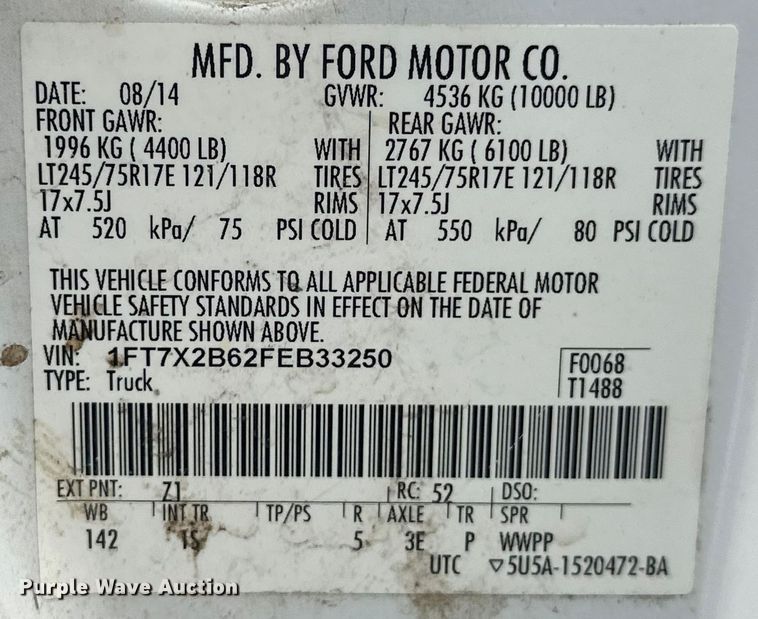 MFD. BY FORD MOTOR CO.
DATE: 08/14 GVWR: 4536 KG (10000 LB)
FRONT GAWR: REAR GAWR:
1996 KG ( 4400 LB) WITH 2767 KG ( 6100 LB) WITH
LT245/75R17E 121/118R TIRES LT245/75R17E 121/118R TIRES
17x7.5J RIMS 17x7.5J RIMS
AT 520 kPa/ 75 PSI COLD AT 550 kPa/ 80 PSI COLD
THIS VEHICLE CONFORMS TO ALL APPLICABLE FEDERAL MOTOR
VEHICLE SAFETY STANDARDS IN EFFECT ON THE DATE OF
MANUFACTURE SHOWN ABOVE.
VIN: 1FT7X2B62FEB33250 F0068
TYPE: Truck T1488
EXT PNT: Z1 RC: 52 DSO:
WB INT TR TP/PS R AXLE TR SPR
142 1S 5 3E P WWPP
UTC ▽5U5A-1520472-BA
Purple Wave Auction